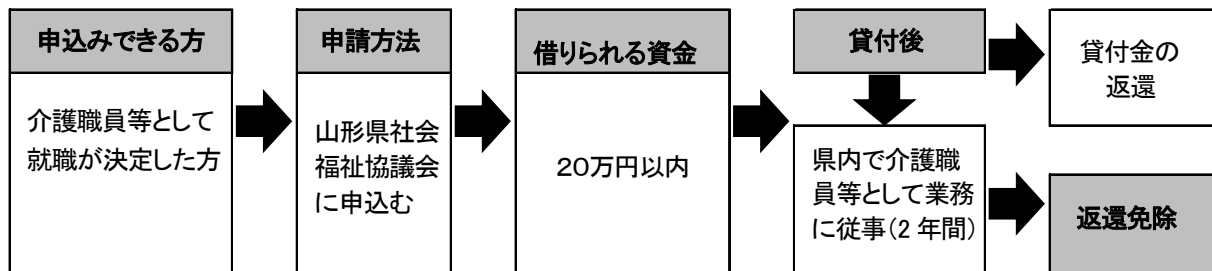 申込みできる方
介護職員等として
就職が決定した方
申請方法
山形県社会
福祉協議会
に申込む
借りられる資金
20万円以内
貸付後
県内で介護職
員等として業務
に従事(2 年間)
貸付金の
返還
返還免除